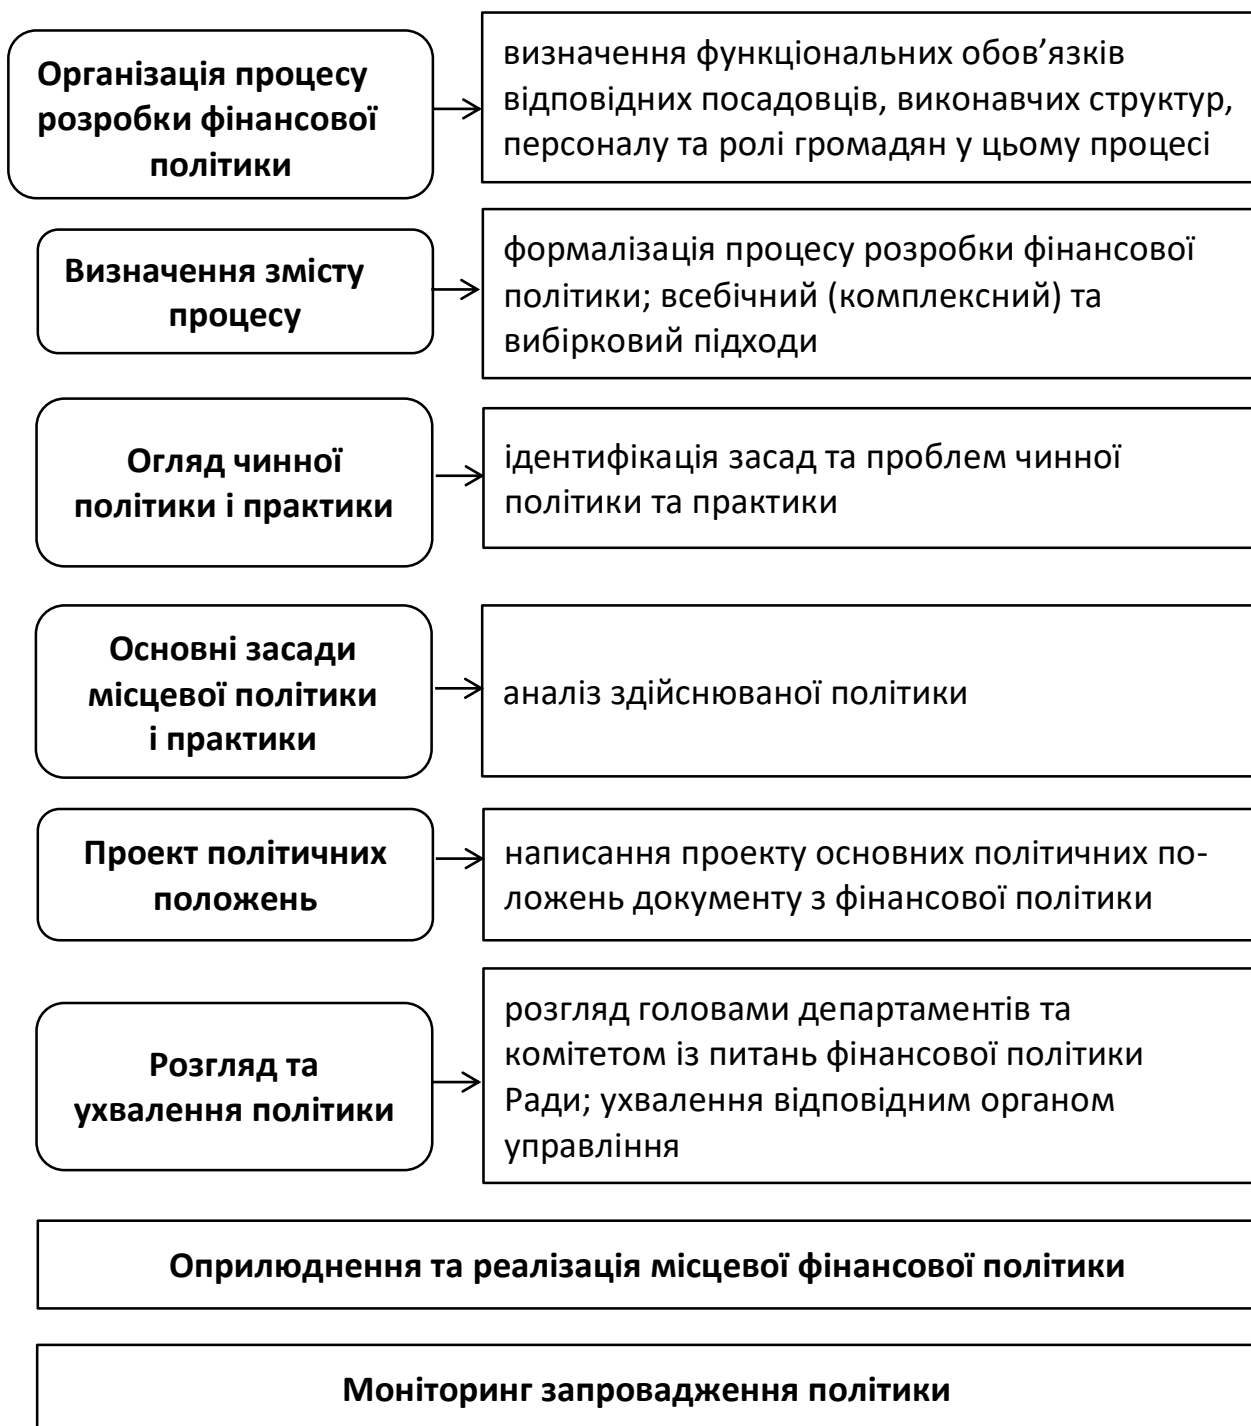 Організація процесу
розробки фінансової
політики
визначення функціональних обов’язків
відповідних посадовців, виконавчих структур,
персоналу та ролі громадян у цьому процесі
Визначення змісту
процесу
формалізація процесу розробки фінансової
політики; всебічний (комплексний) та
вибірковий підходи
Огляд чинної
політики і практики
ідентифікація засад та проблем чинної
політики та практики
Основні засади
місцевої політики
і практики
аналіз здійснюваної політики
Проект політичних
положень
написання проекту основних політичних по-
ложень документу з фінансової політики
Розгляд та
ухвалення політики
розгляд головами департаментів та
комітетом із питань фінансової політики
Ради; ухвалення відповідним органом
управління
Оприлюднення та реалізація місцевої фінансової політики
Моніторинг запровадження політики